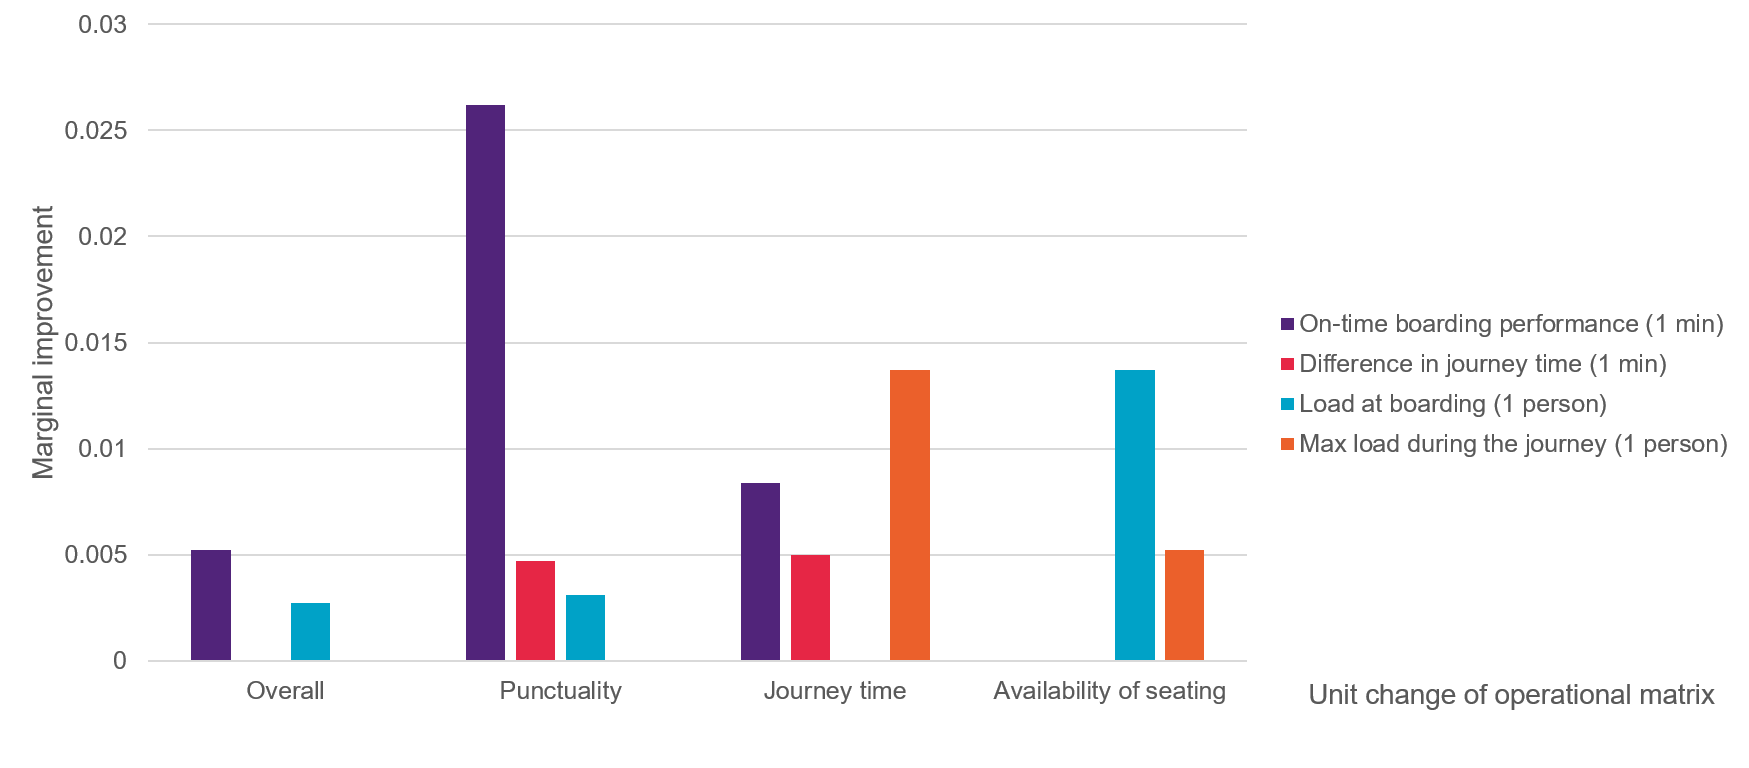 0.03
0.025
0.02
0.015
0.01
0.005
0
Marginal improvement
Overall
Punctuality
Journey time
Availability of seating
Unit change of operational matrix
On-time boarding performance (1 min)
Difference in journey time (1 min)
Load at boarding (1 person)
Max load during the journey (1 person)